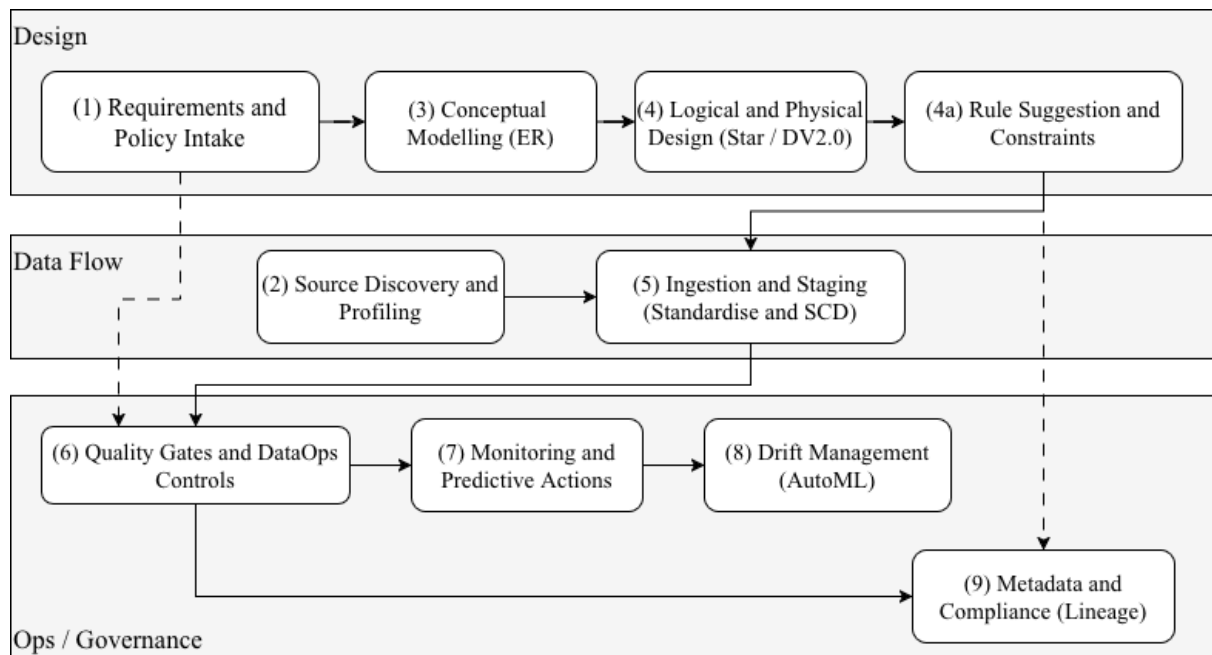 Design
(1) Requirements and
Policy Intake
(3) Conceptual
Modelling (ER)
(4) Logical and Physical
Design (Star / DV2.0)
(4a) Rule Suggestion and
Constraints
Data Flow
(2) Source Discovery and
Profiling
(5) Ingestion and Staging
(Standardise and SCD)
(6) Quality Gates and DataOps
Controls
(7) Monitoring and
Predictive Actions
(8) Drift Management
(AutoML)
(9) Metadata and
Compliance (Lineage)
Ops / Governance